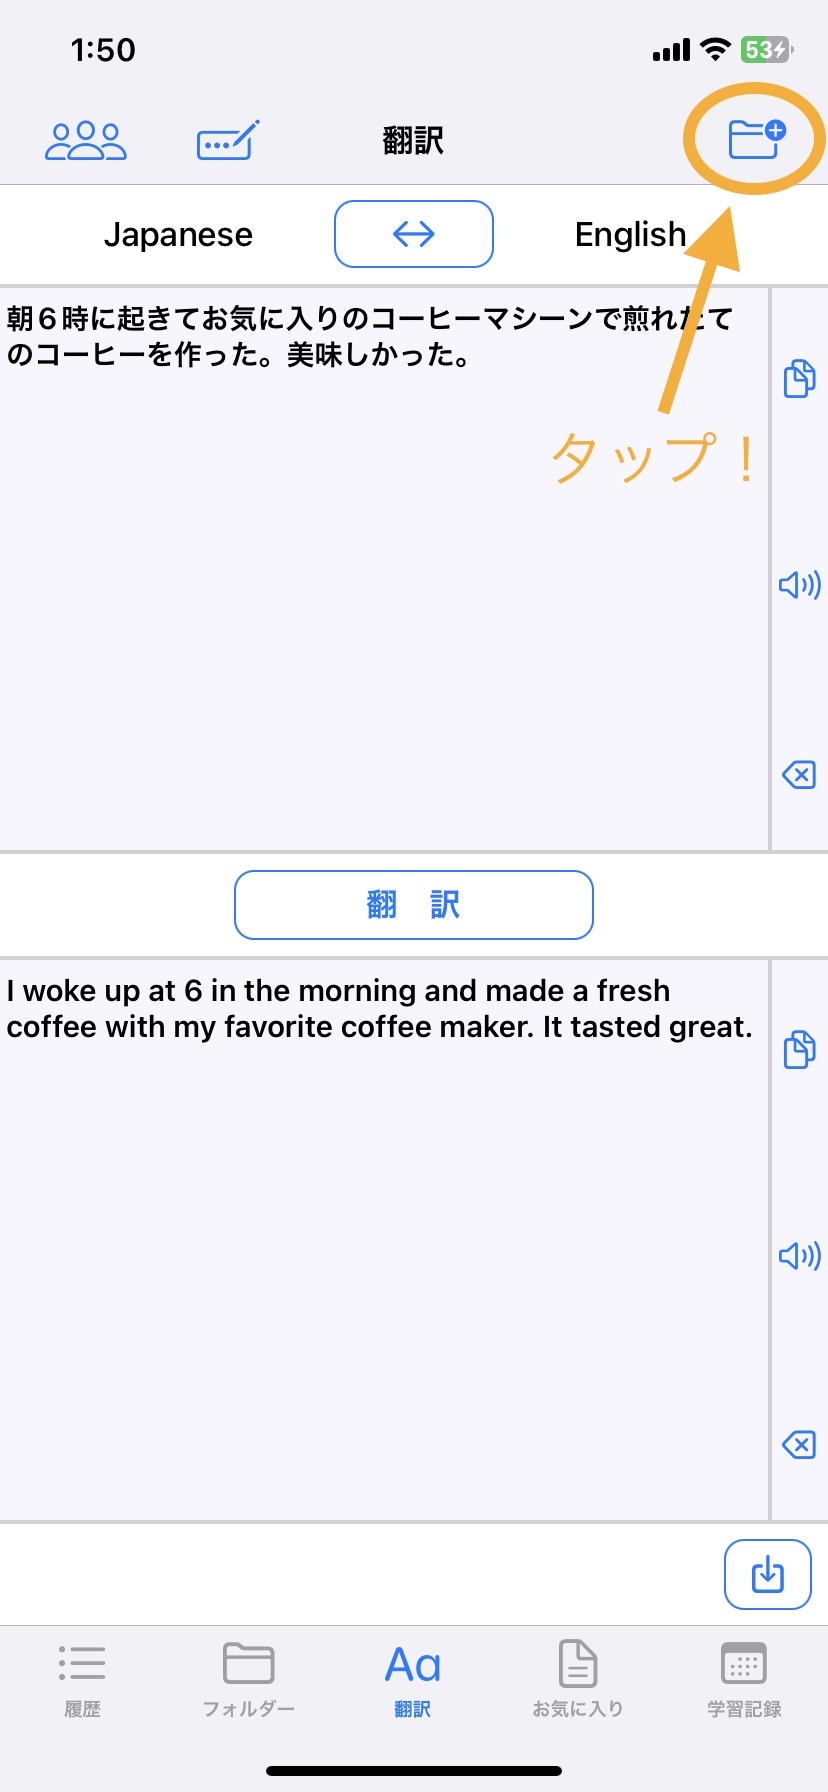 1:50
53
翻訳
Japanese
English
朝６時に起きてお気に入りのコーヒーマシーンで煎れたて
のコーヒーを作った。美味しかった。
タップ！
翻　訳
I woke up at 6 in the morning and made a fresh
coffee with my favorite coffee maker. It tasted great.
Aa
履歴
フォルダー
翻訳
お気に入り
学習記録